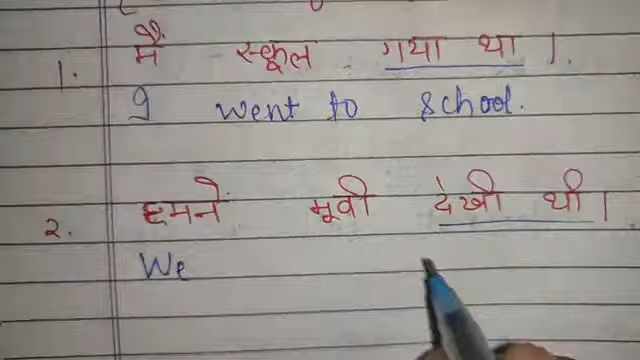 1. मैं स्कूल गया था ।
I went to school.
2. हमने मूवी देखी थी ।
We